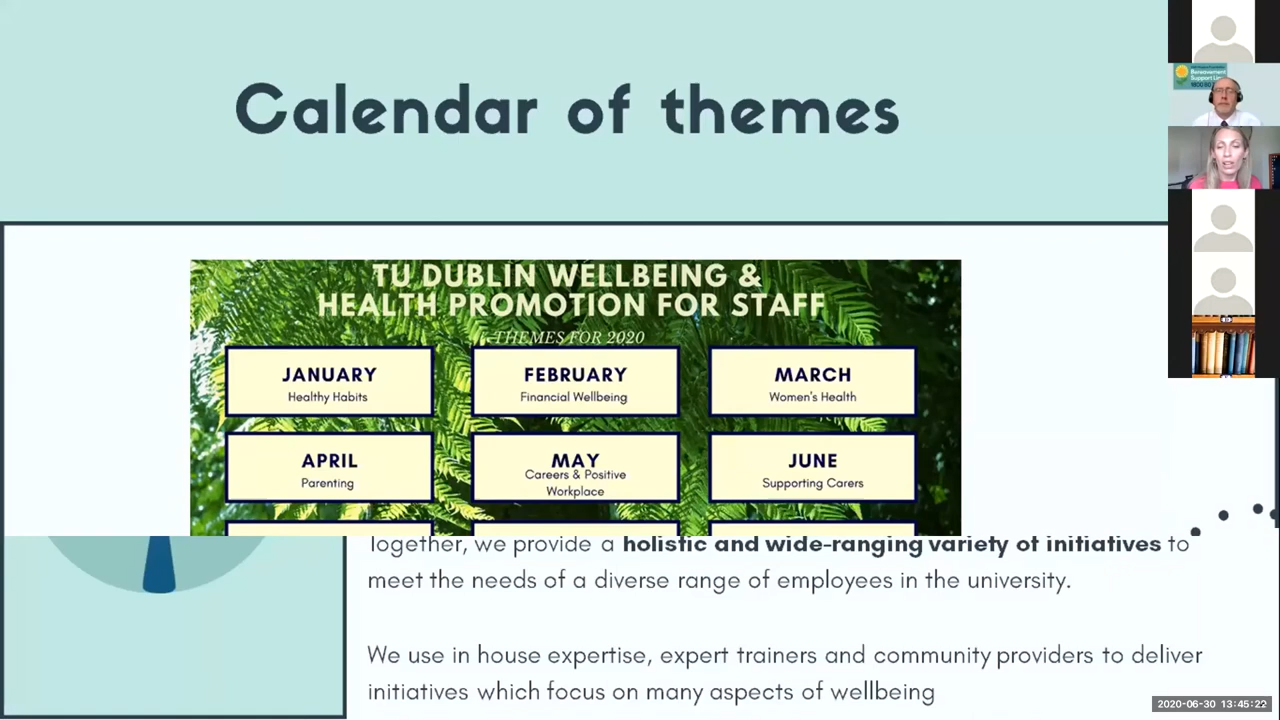 Calendar of themes
TU DUBLIN WELLBEING &
HEALTH PROMOTION FOR STAFF
THEMES FOR 2020
JANUARY
Healthy Habits
FEBRUARY
Financial Wellbeing
MARCH
Women's Health
APRIL
Parenting
MAY
Careers & Positive
Workplace
JUNE
Supporting Carers
Together, we provide a holistic and wide-ranging variety of initiatives to
meet the needs of a diverse range of employees in the university.
We use in house expertise, expert trainers and community providers to deliver
initiatives which focus on many aspects of wellbeing
Bereavement
2020-06-30 13:45:22